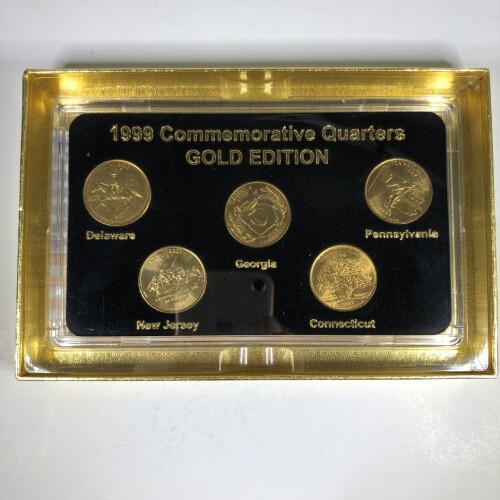 1999 Commemorative Quarters
GOLD EDITION
Delaware
Georgia
Pennsylvania
New Jersey
Connecticut